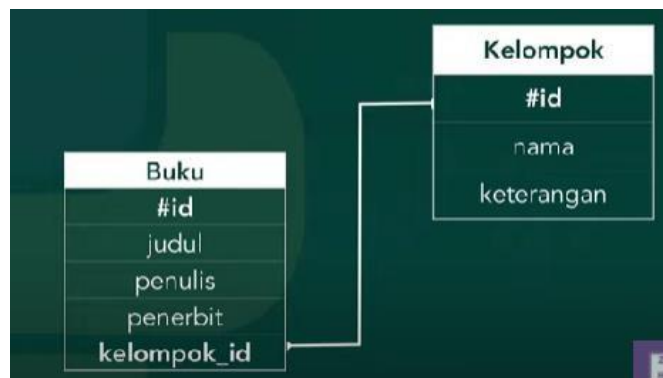 Kelompok
#id
nama
keterangan
Buku
#id
judul
penulis
penerbit
kelompok_id